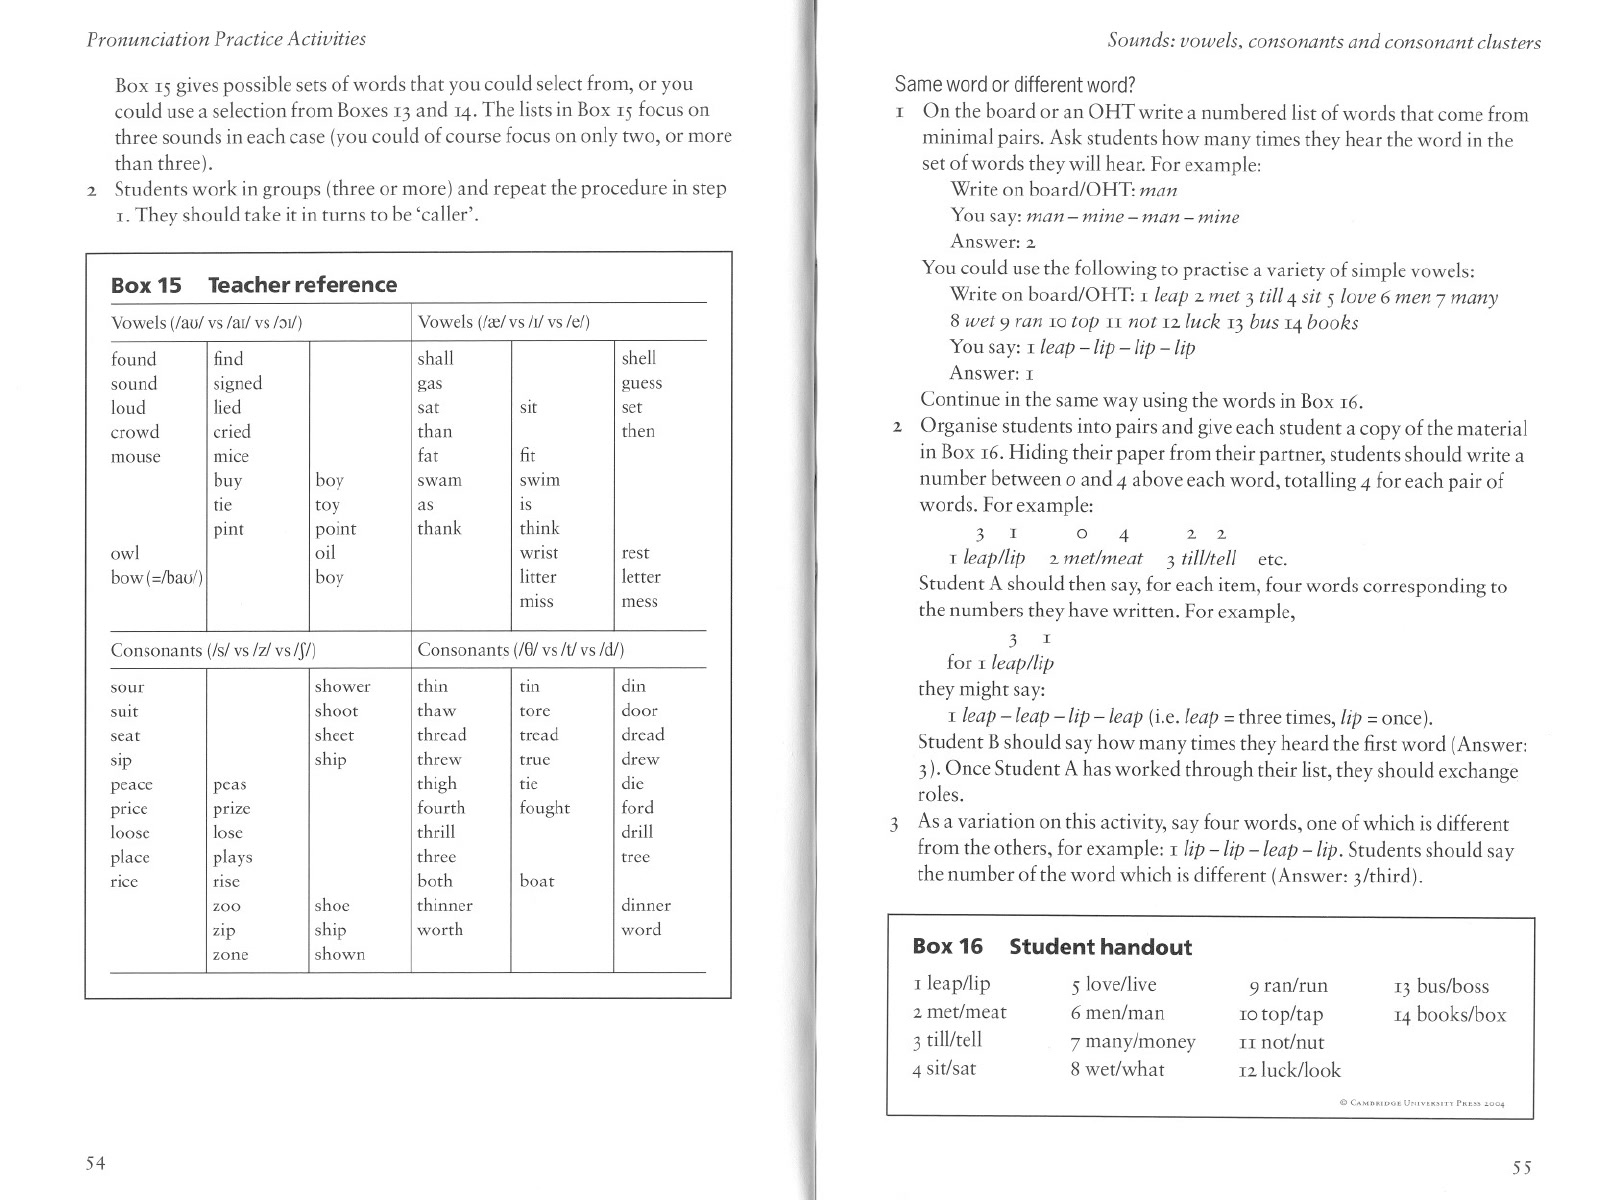 Pronunciation Practice Activities
Box 15 gives possible sets of words that you could select from, or you
could use a selection from Boxes 13 and 14. The lists in Box 15 focus on
three sounds in each case (you could of course focus on only two, or more
than three).
2 Students work in groups (three or more) and repeat the procedure in step
1. They should take it in turns to be ‘caller’.
Box 15 Teacher reference
Vowels (/aʊ/ vs /aɪ/ vs /ɔɪ/) Vowels (/æ/ vs /ɪ/ vs /e/)
found find shall shell
sound signed gas guess
loud lied sat sit set
crowd cried than then
mouse mice fat fit
buy boy swam swim
tie toy as is
pint point thank think
owl oil wrist rest
bow (=/baʊ/) boy litter letter
miss mess
Consonants (/s/ vs /z/ vs /ʃ/) Consonants (/θ/ vs /t/ vs /d/)
sour shower thin tin din
suit shoot thaw tore door
seat sheet thread tread dread
sip ship threw true drew
peace peas thigh tie die
price prize fourth fought ford
loose lose thrill drill
place plays three tree
rice rise both boat
zoo shoe thinner dinner
zip ship worth word
zone shown
54
Sounds: vowels, consonants and consonant clusters
Same word or different word?
1 On the board or an OHT write a numbered list of words that come from
minimal pairs. Ask students how many times they hear the word in the
set of words they will hear. For example:
Write on board/OHT: man
You say: man – mine – man – mine
Answer: 2
You could use the following to practise a variety of simple vowels:
Write on board/OHT: 1 leap 2 met 3 till 4 sit 5 love 6 men 7 many
8 wet 9 ran 10 top 11 not 12 luck 13 bus 14 books
You say: 1 leap – lip – lip – lip
Answer: 1
Continue in the same way using the words in Box 16.
2 Organise students into pairs and give each student a copy of the material
in Box 16. Hiding their paper from their partner, students should write a
number between 0 and 4 above each word, totalling 4 for each pair of
words. For example:
3 1 0 4 2 2
1 leap/lip 2 met/meat 3 till/tell etc.
Student A should then say, for each item, four words corresponding to
the numbers they have written. For example,
3 1
for 1 leap/lip
they might say:
1 leap – leap – lip – leap (i.e. leap = three times, lip = once).
Student B should say how many times they heard the first word (Answer:
3). Once Student A has worked through their list, they should exchange
roles.
3 As a variation on this activity, say four words, one of which is different
from the others, for example: 1 lip – lip – leap – lip. Students should say
the number of the word which is different (Answer: 3/third).
Box 16 Student handout
1 leap/lip 5 love/live 9 ran/run 13 bus/boss
2 met/meat 6 men/man 10 top/tap 14 books/box
3 till/tell 7 many/money 11 not/nut
4 sit/sat 8 wet/what 12 luck/look
© CAMBRIDGE UNIVERSITY PRESS 2004
55